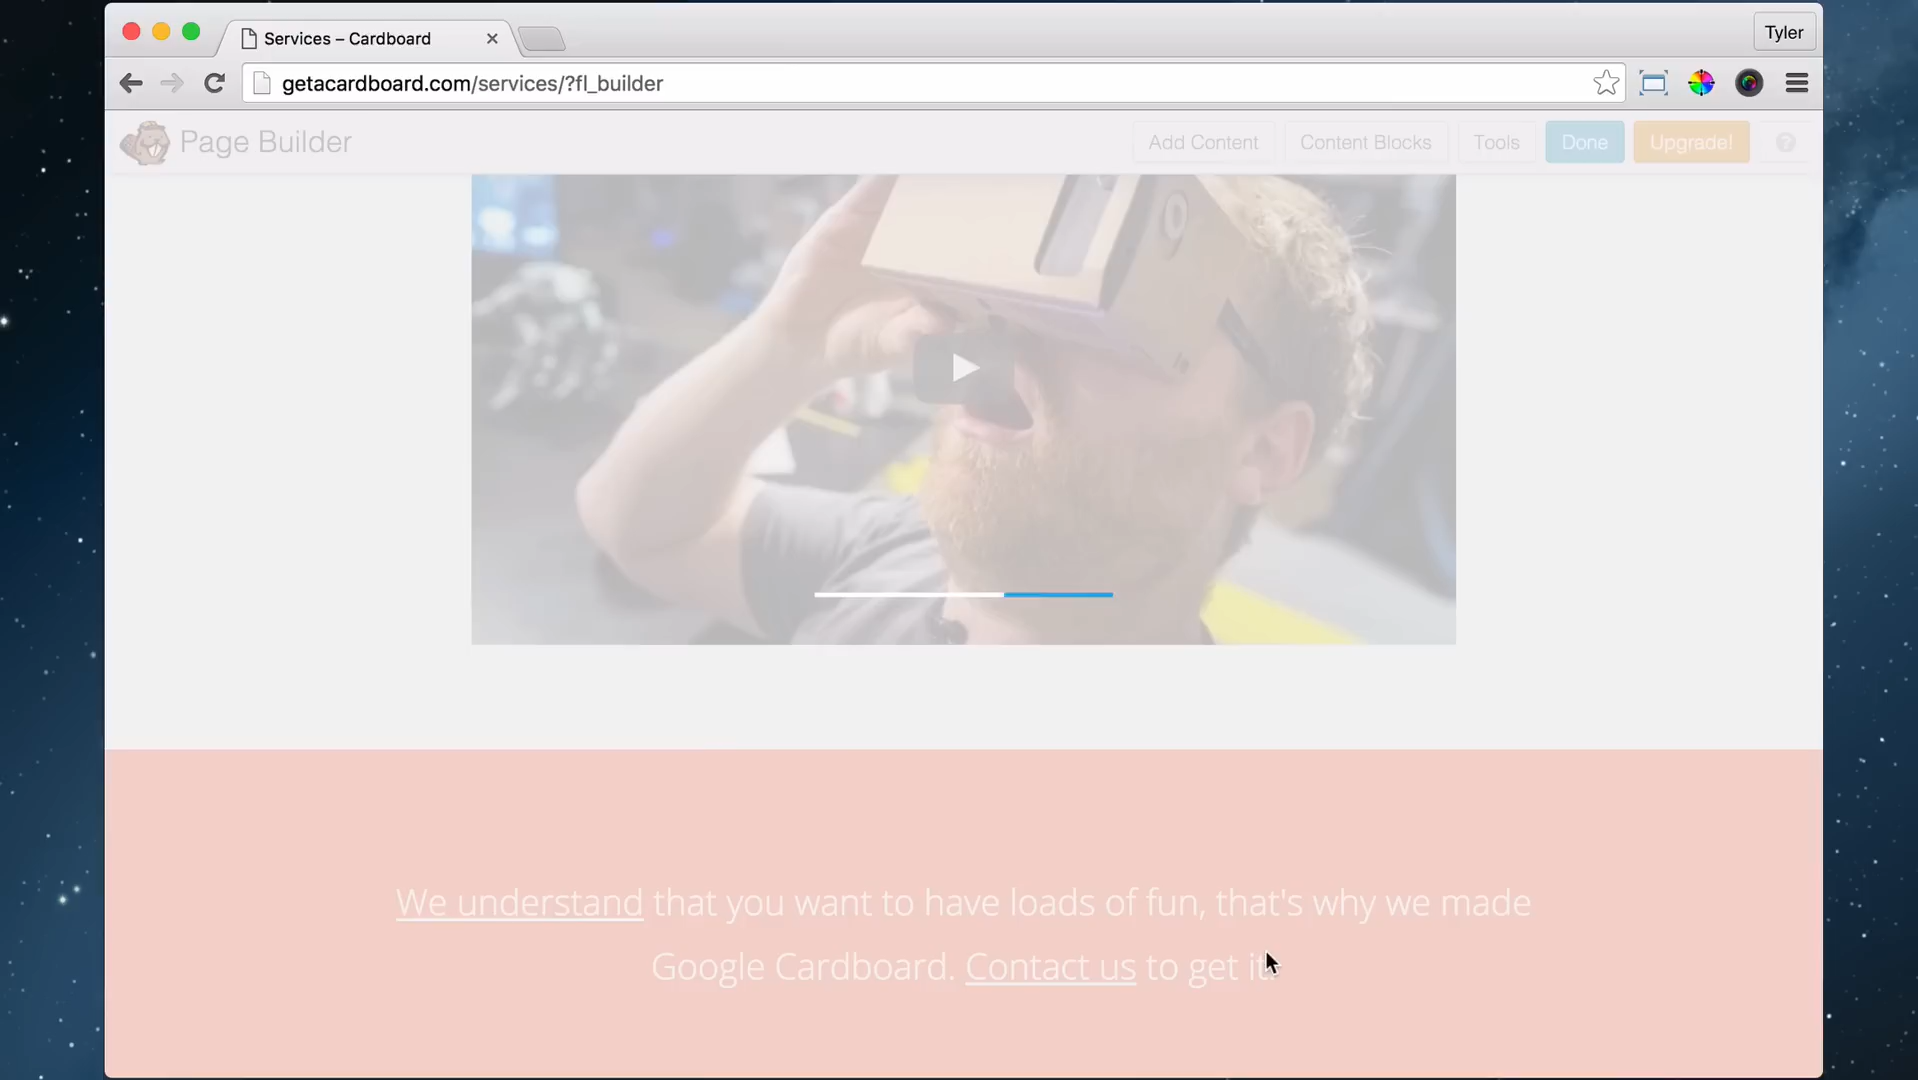 Services – Cardboard
Tyler
getacardboard.com/services/?fl_builder
Page Builder
Add Content
Content Blocks
Tools
Done
Upgrade!
?
We understand that you want to have loads of fun, that's why we made
Google Cardboard. Contact us to get it.